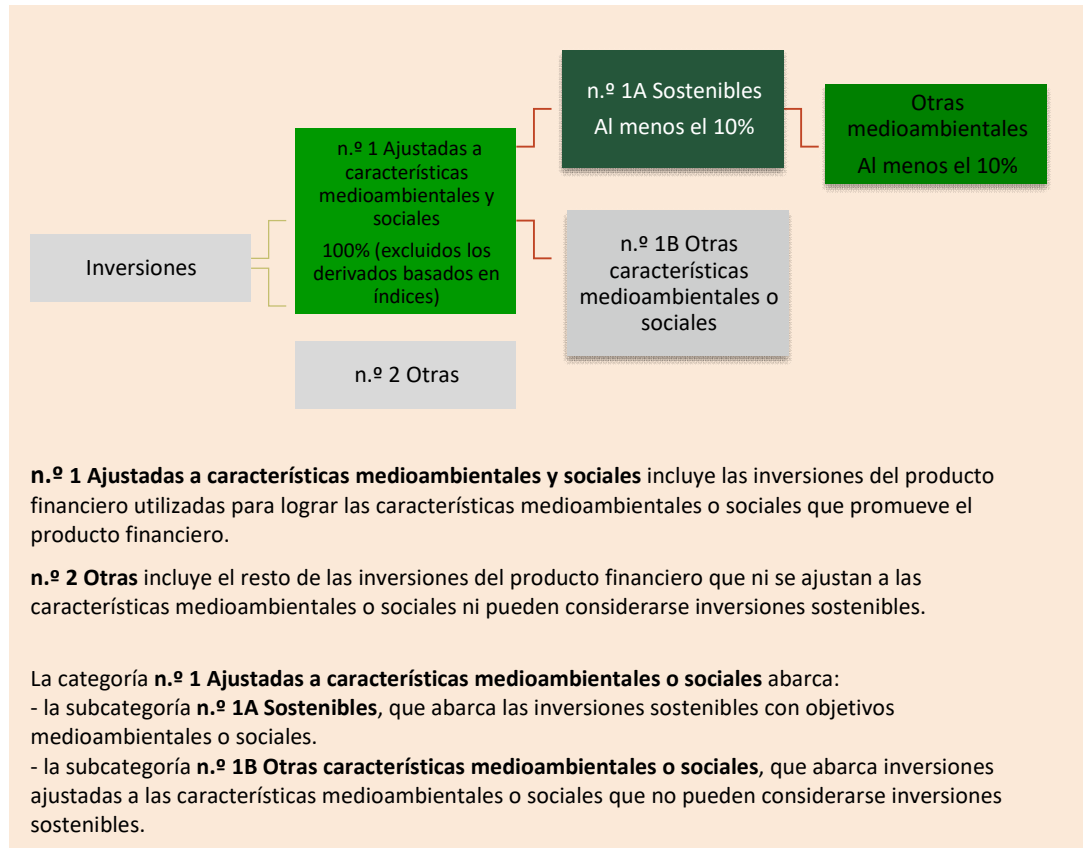 n.º 1A Sostenibles
Al menos el 10%
Otras
medioambientales
Al menos el 10%
n.º 1 Ajustadas a
características
medioambientales y
sociales
100% (excluidos los
derivados basados en
índices)
Inversiones
n.º 1B Otras
características
medioambientales o
sociales
n.º 2 Otras
n.º 1 Ajustadas a características medioambientales y sociales incluye las inversiones del producto
financiero utilizadas para lograr las características medioambientales o sociales que promueve el
producto financiero.
n.º 2 Otras incluye el resto de las inversiones del producto financiero que ni se ajustan a las
características medioambientales o sociales ni pueden considerarse inversiones sostenibles.
La categoría n.º 1 Ajustadas a características medioambientales o sociales abarca:
- la subcategoría n.º 1A Sostenibles, que abarca las inversiones sostenibles con objetivos
medioambientales o sociales.
- la subcategoría n.º 1B Otras características medioambientales o sociales, que abarca inversiones
ajustadas a las características medioambientales o sociales que no pueden considerarse inversiones
sostenibles.